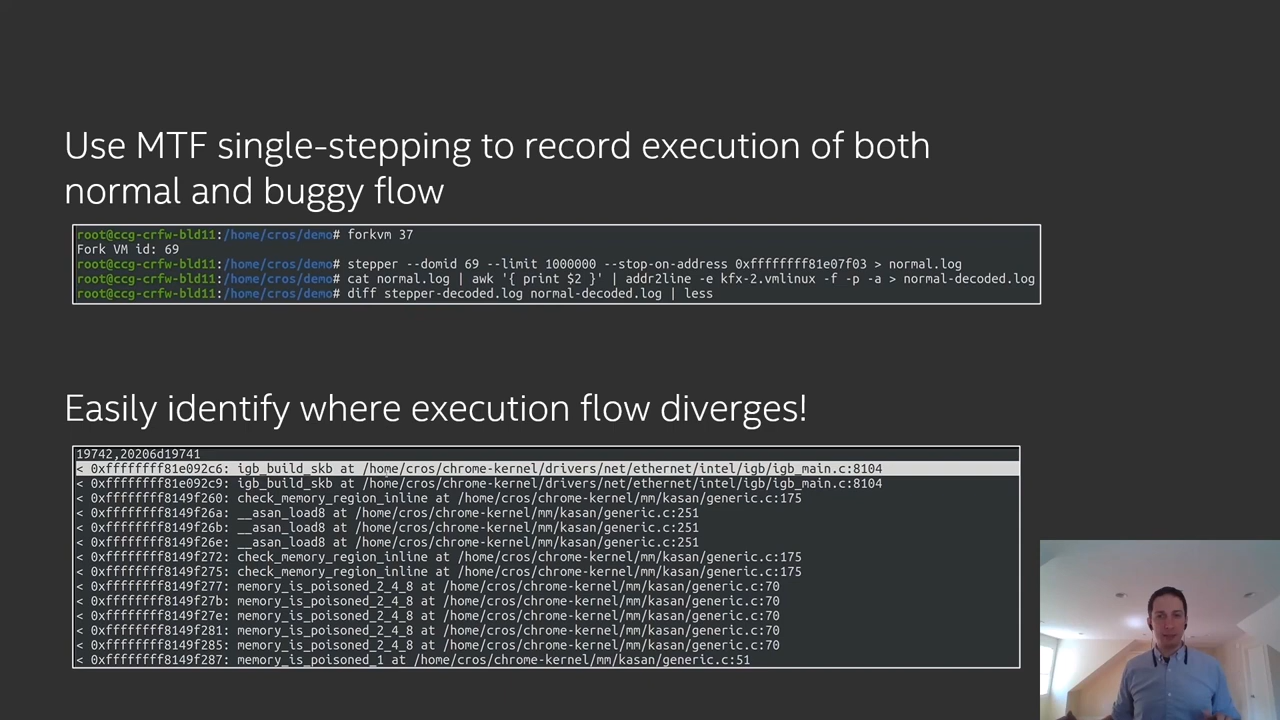 Use MTF single-stepping to record execution of both
normal and buggy flow
root@ccg-crfw-bld11:/home/cros/demo# forkvm 37
Fork VM id: 69
root@ccg-crfw-bld11:/home/cros/demo# stepper --domid 69 --limit 1000000 --stop-on-address 0xffffffff81e07f03 > normal.log
root@ccg-crfw-bld11:/home/cros/demo# cat normal.log | awk '{ print $2 }' | addr2line -e kfx-2.vmlinux -f -p -a > normal-decoded.log
root@ccg-crfw-bld11:/home/cros/demo# diff stepper-decoded.log normal-decoded.log | less
Easily identify where execution flow diverges!
19742,20206d19741
< 0xffffffff81e092c6: igb_build_skb at /home/cros/chrome-kernel/drivers/net/ethernet/intel/igb/igb_main.c:8104
< 0xffffffff81e092c9: igb_build_skb at /home/cros/chrome-kernel/drivers/net/ethernet/intel/igb/igb_main.c:8104
< 0xffffffff8149f260: check_memory_region_inline at /home/cros/chrome-kernel/mm/kasan/generic.c:175
< 0xffffffff8149f26a: __asan_load8 at /home/cros/chrome-kernel/mm/kasan/generic.c:251
< 0xffffffff8149f26b: __asan_load8 at /home/cros/chrome-kernel/mm/kasan/generic.c:251
< 0xffffffff8149f26e: __asan_load8 at /home/cros/chrome-kernel/mm/kasan/generic.c:251
< 0xffffffff8149f272: check_memory_region_inline at /home/cros/chrome-kernel/mm/kasan/generic.c:175
< 0xffffffff8149f275: check_memory_region_inline at /home/cros/chrome-kernel/mm/kasan/generic.c:175
< 0xffffffff8149f277: memory_is_poisoned_2_4_8 at /home/cros/chrome-kernel/mm/kasan/generic.c:70
< 0xffffffff8149f27b: memory_is_poisoned_2_4_8 at /home/cros/chrome-kernel/mm/kasan/generic.c:70
< 0xffffffff8149f27e: memory_is_poisoned_2_4_8 at /home/cros/chrome-kernel/mm/kasan/generic.c:70
< 0xffffffff8149f281: memory_is_poisoned_2_4_8 at /home/cros/chrome-kernel/mm/kasan/generic.c:70
< 0xffffffff8149f285: memory_is_poisoned_2_4_8 at /home/cros/chrome-kernel/mm/kasan/generic.c:70
< 0xffffffff8149f287: memory_is_poisoned_1 at /home/cros/chrome-kernel/mm/kasan/generic.c:51